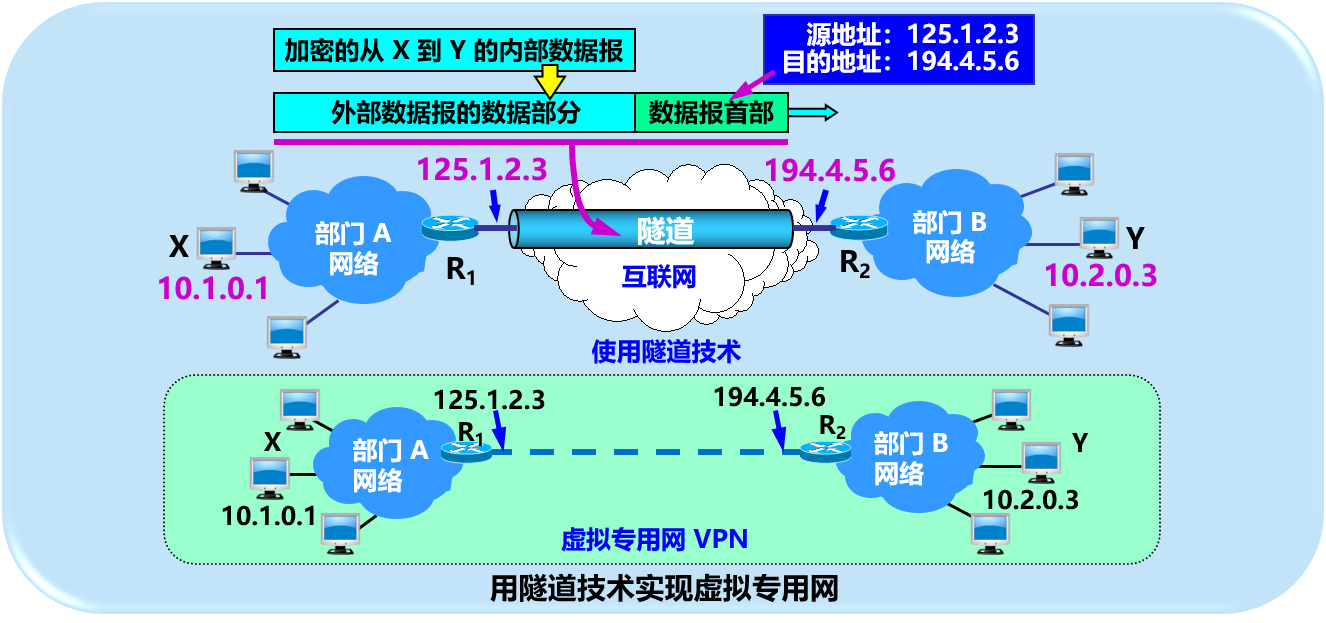 加密的从 X 到 Y 的内部数据报
源地址：125.1.2.3
目的地址：194.4.5.6
外部数据报的数据部分
数据报首部
125.1.2.3
194.4.5.6
部门 A
网络
X
10.1.0.1
R1
隧道
互联网
R2
部门 B
网络
Y
10.2.0.3
使用隧道技术
125.1.2.3
194.4.5.6
X
R1
部门 A
网络
10.1.0.1
R2
部门 B
网络
Y
10.2.0.3
虚拟专用网 VPN
用隧道技术实现虚拟专用网